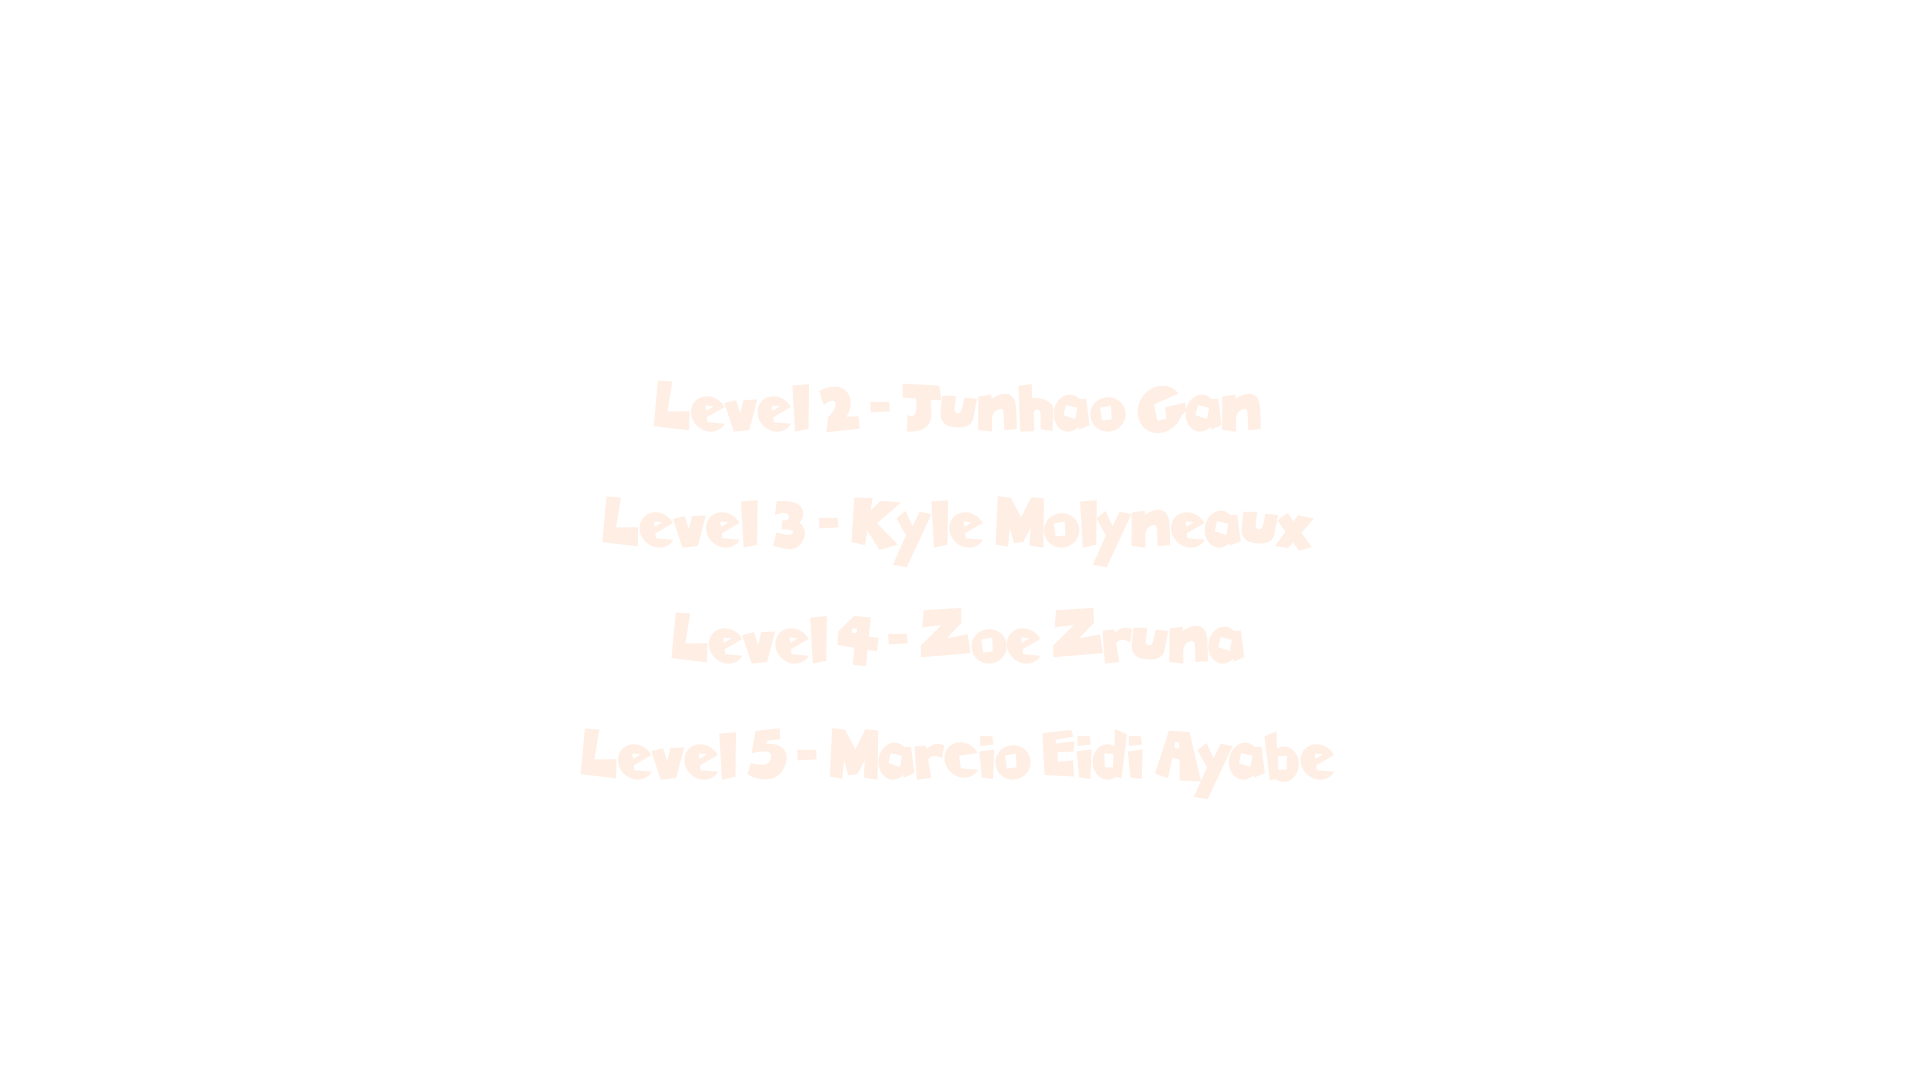 Level 2 - Junhao Gan
Level 3 - Kyle Molyneaux
Level 4 - Zoe Zruna
Level 5 - Marcio Eidi Ayabe